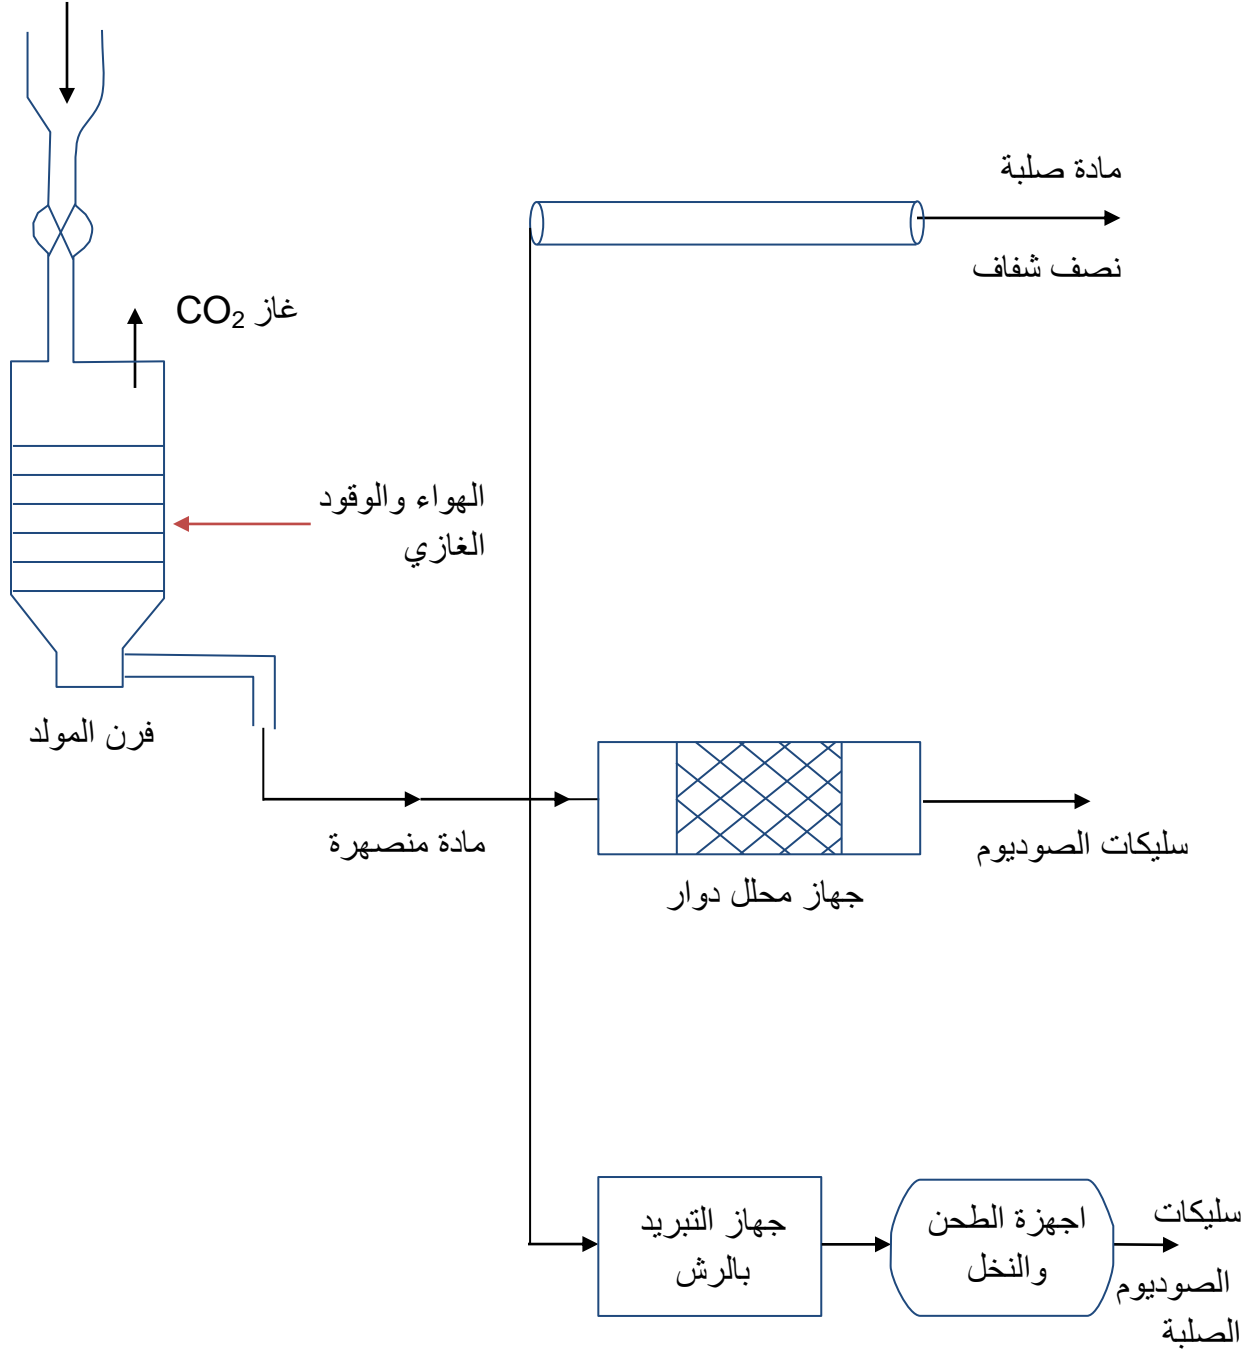 مادة صلبة
نصف شفاف
غاز CO₂
الهواء والوقود
الغازي
فرن المولد
مادة منصهرة
سليكات الصوديوم
جهاز محلل دوار
جهاز التبريد
بالرش
اجهزة الطحن
والنخل
سليكات
الصوديوم
الصلبة